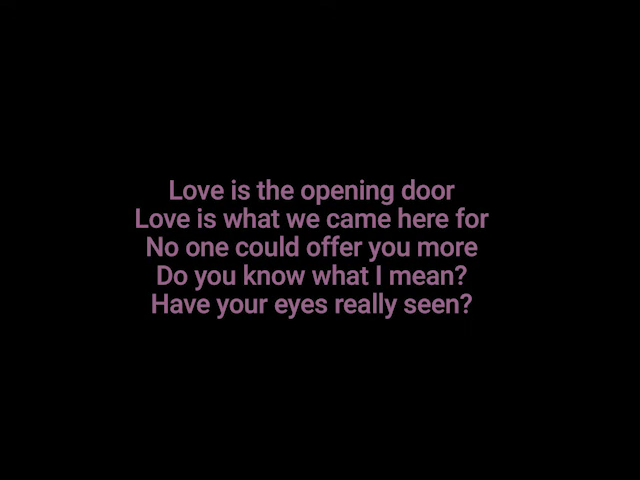 Love is the opening door
Love is what we came here for
No one could offer you more
Do you know what I mean?
Have your eyes really seen?